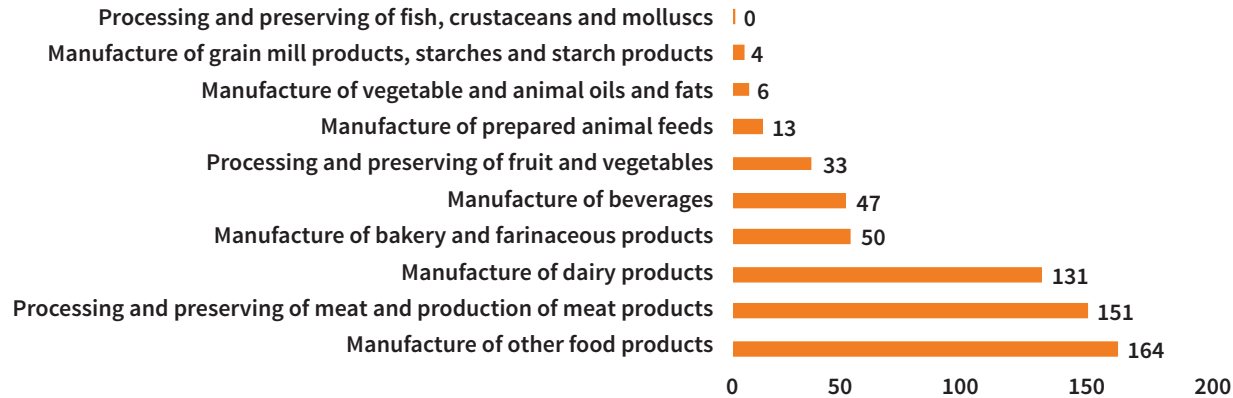 Processing and preserving of fish, crustaceans and molluscs 0
Manufacture of grain mill products, starches and starch products 4
Manufacture of vegetable and animal oils and fats 6
Manufacture of prepared animal feeds 13
Processing and preserving of fruit and vegetables 33
Manufacture of beverages 47
Manufacture of bakery and farinaceous products 50
Manufacture of dairy products 131
Processing and preserving of meat and production of meat products 151
Manufacture of other food products 164
0 50 100 150 200